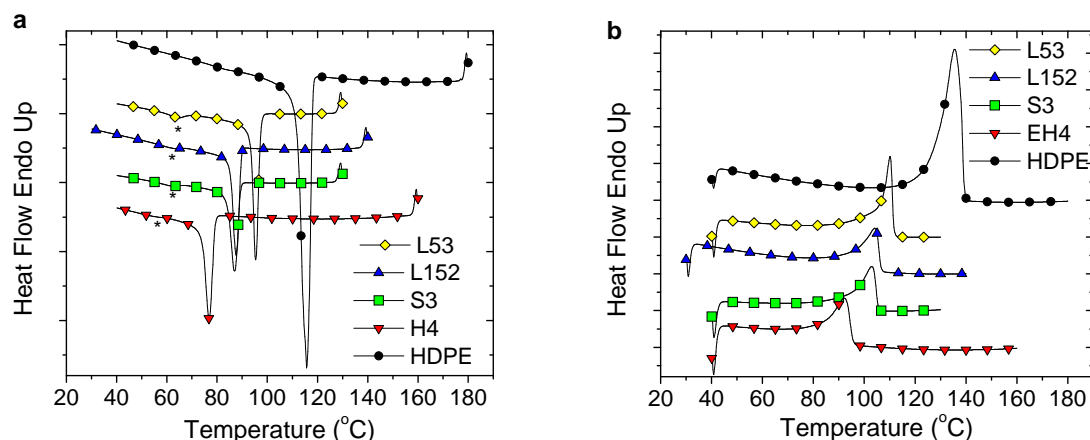 a
Heat Flow Endo Up
*
*
*
*
L53
L152
S3
H4
HDPE
20 40 60 80 100 120 140 160 180
Temperature (°C)
b
Heat Flow Endo Up
L53
L152
S3
EH4
HDPE
20 40 60 80 100 120 140 160 180
Temperature (°C)